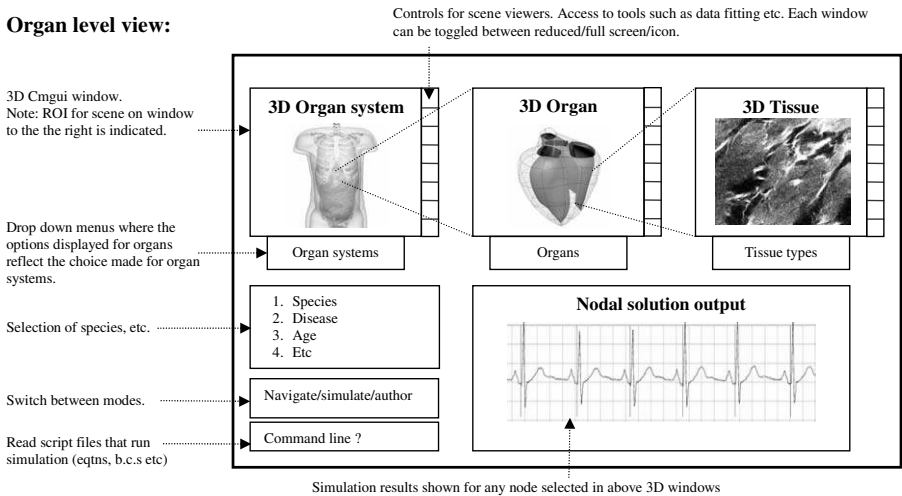 Organ level view:
Controls for scene viewers. Access to tools such as data fitting etc. Each window
can be toggled between reduced/full screen/icon.
3D Cmgui window.
Note: ROI for scene on window
to the the right is indicated.
3D Organ system
3D Organ
3D Tissue
Drop down menus where the
options displayed for organs
reflect the choice made for organ
systems.
Organ systems
Organs
Tissue types
Selection of species, etc.
1. Species
2. Disease
3. Age
4. Etc
Nodal solution output
Switch between modes.
Navigate/simulate/author
Read script files that run
simulation (eqtns, b.c.s etc)
Command line ?
Simulation results shown for any node selected in above 3D windows